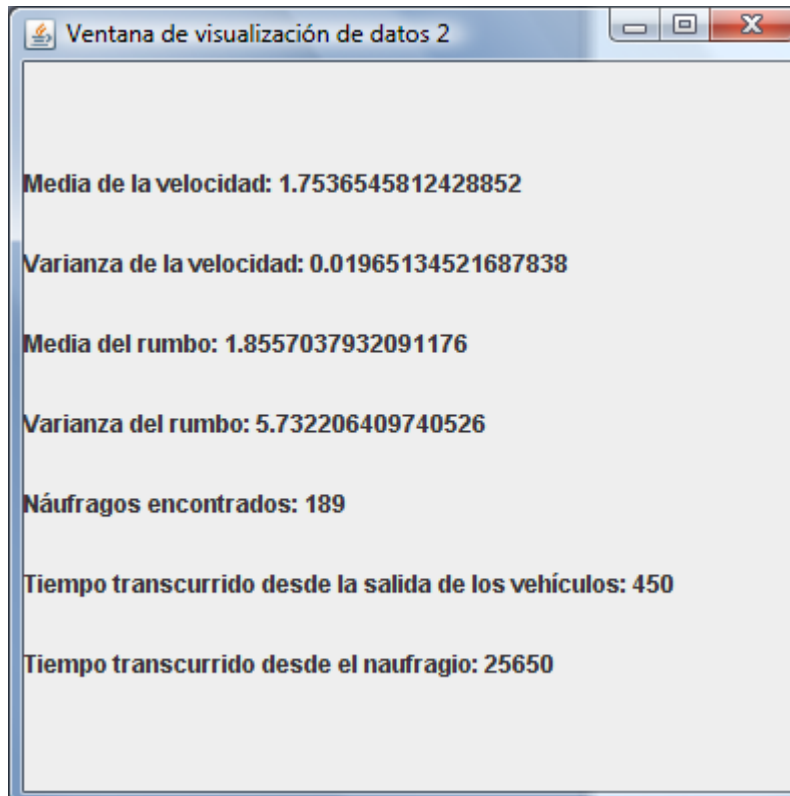 Ventana de visualización de datos 2
Media de la velocidad: 1.7536545812428852
Varianza de la velocidad: 0.01965134521687838
Media del rumbo: 1.8557037932091176
Varianza del rumbo: 5.732206409740526
Náufragos encontrados: 189
Tiempo transcurrido desde la salida de los vehículos: 450
Tiempo transcurrido desde el naufragio: 25650